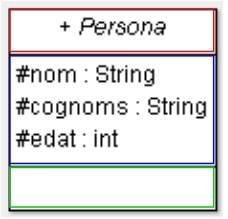 + Persona
#nom : String
#cognoms : String
#edat : int